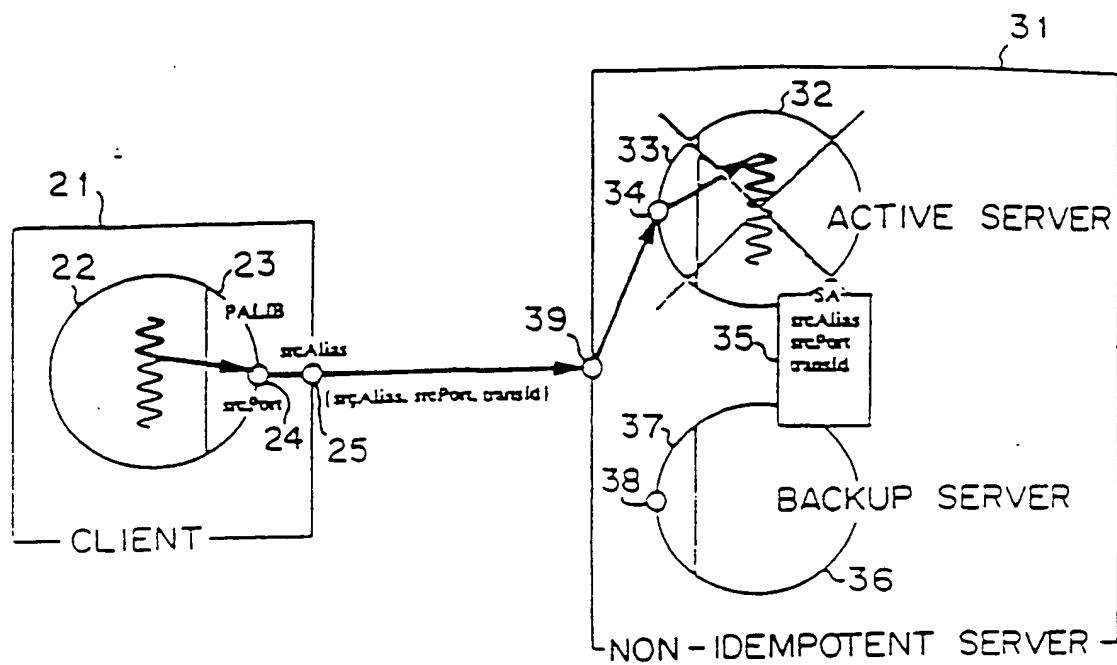 31
32
33
34
ACTIVE SERVER
21
22
23
PALIB
srcAlias
srcPort
24
25
(srcAlias, srcPort, transId)
39
35
SA
srcAlias
srcPort
transId
37
38
BACKUP SERVER
36
CLIENT
NON-IDEMPOTENT SERVER